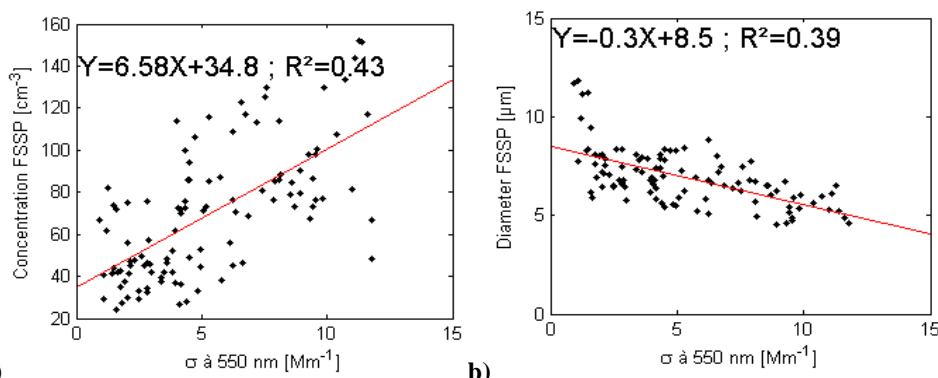 160
140
120
100
80
60
40
20
Concentration FSSP [cm⁻³]
Y=6.58X+34.8 ; R²=0.43
0 5 10 15
σ à 550 nm [Mm⁻¹]
)
b)
15
10
5
0
Diameter FSSP [µm]
Y=-0.3X+8.5 ; R²=0.39
0 5 10 15
σ à 550 nm [Mm⁻¹]